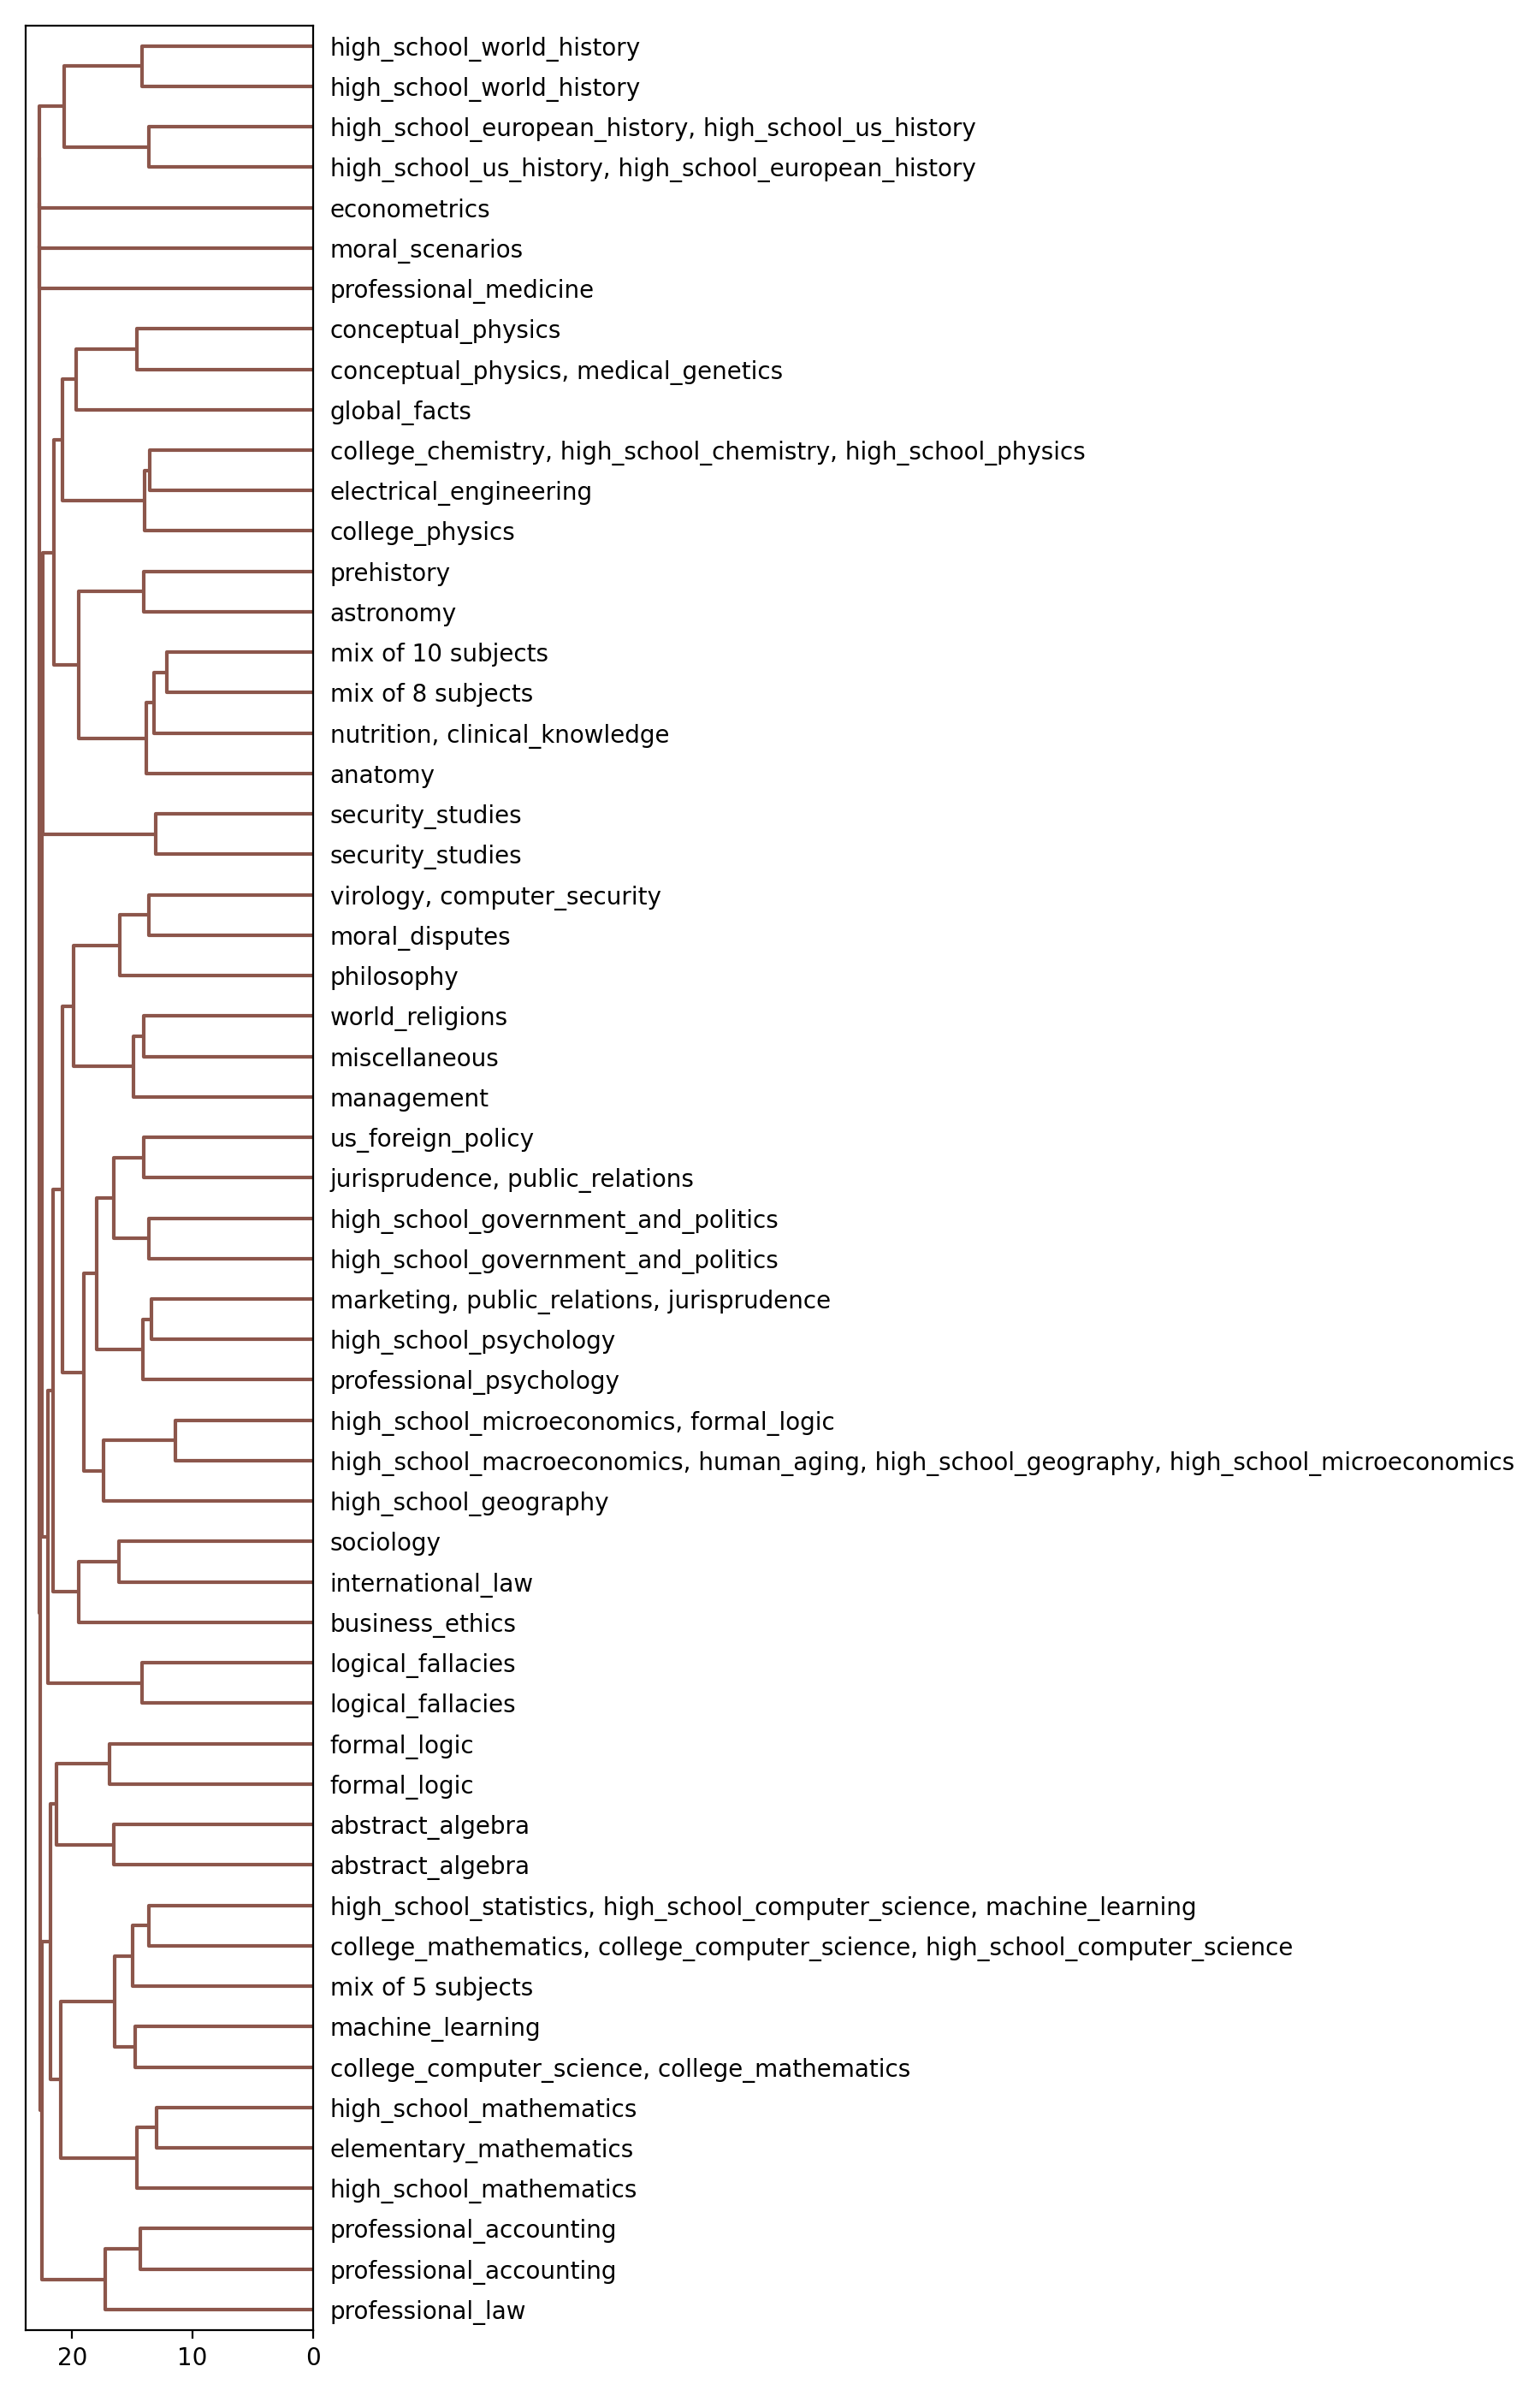 high_school_world_history
high_school_world_history
high_school_european_history, high_school_us_history
high_school_us_history, high_school_european_history
econometrics
moral_scenarios
professional_medicine
conceptual_physics
conceptual_physics, medical_genetics
global_facts
college_chemistry, high_school_chemistry, high_school_physics
electrical_engineering
college_physics
prehistory
astronomy
mix of 10 subjects
mix of 8 subjects
nutrition, clinical_knowledge
anatomy
security_studies
security_studies
virology, computer_security
moral_disputes
philosophy
world_religions
miscellaneous
management
us_foreign_policy
jurisprudence, public_relations
high_school_government_and_politics
high_school_government_and_politics
marketing, public_relations, jurisprudence
high_school_psychology
professional_psychology
high_school_microeconomics, formal_logic
high_school_macroeconomics, human_aging, high_school_geography, high_school_microeconomics
high_school_geography
sociology
international_law
business_ethics
logical_fallacies
logical_fallacies
formal_logic
formal_logic
abstract_algebra
abstract_algebra
high_school_statistics, high_school_computer_science, machine_learning
college_mathematics, college_computer_science, high_school_computer_science
mix of 5 subjects
machine_learning
college_computer_science, college_mathematics
high_school_mathematics
elementary_mathematics
high_school_mathematics
professional_accounting
professional_accounting
professional_law
20 10 0